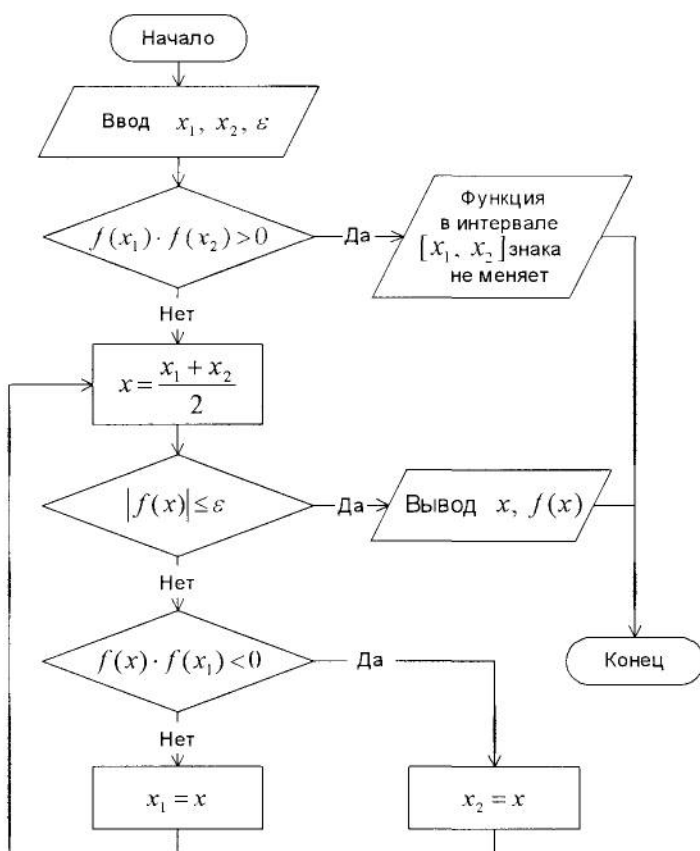 Начало
Ввод x₁, x₂, ε
f(x₁)·f(x₂)>0
Да
Функция
в интервале
[x₁, x₂] знака
не меняет
Нет
x = (x₁ + x₂)/2
|f(x)| ≤ ε
Да
Вывод x, f(x)
Нет
f(x)·f(x₁)<0
Да
Конец
Нет
x₁ = x
x₂ = x